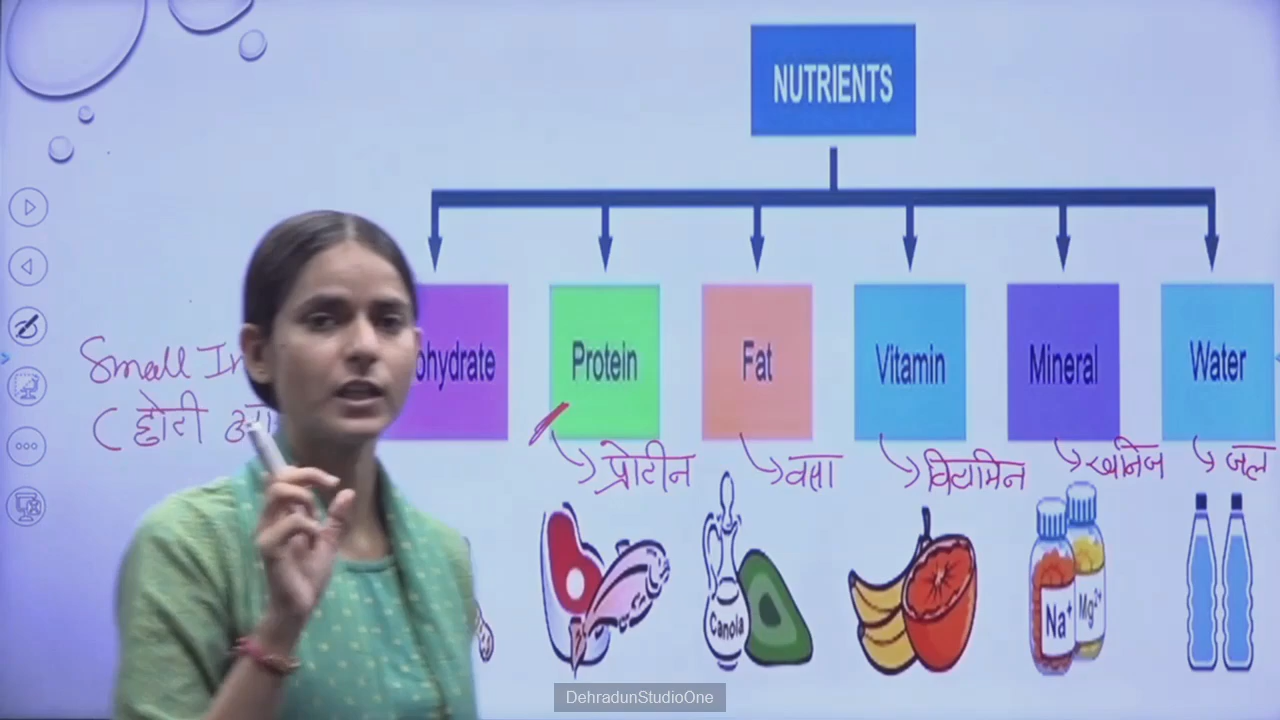 NUTRIENTS
ohydrate
Protein
Fat
Vitamin
Mineral
Water
Small In
(छोटी आ
प्रोटीन
वसा
विटामिन
खनिज
जल
Canola
Na+
Mg2+
DehradunStudioOne